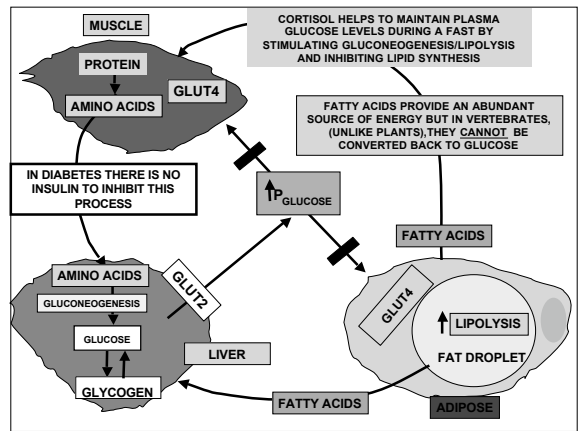 MUSCLE
CORTISOL HELPS TO MAINTAIN PLASMA
GLUCOSE LEVELS DURING A FAST BY
STIMULATING GLUCONEOGENESIS/LIPOLYSIS
AND INHIBITING LIPID SYNTHESIS
PROTEIN
GLUT4
AMINO ACIDS
FATTY ACIDS PROVIDE AN ABUNDANT
SOURCE OF ENERGY BUT IN VERTEBRATES,
(UNLIKE PLANTS),THEY CANNOT BE
CONVERTED BACK TO GLUCOSE
IN DIABETES THERE IS NO
INSULIN TO INHIBIT THIS
PROCESS
PGLUCOSE
FATTY ACIDS
AMINO ACIDS
GLUT2
GLUCONEOGENESIS
GLUT4
GLUCOSE
LIPOLYSIS
LIVER
FAT DROPLET
GLYCOGEN
FATTY ACIDS
ADIPOSE